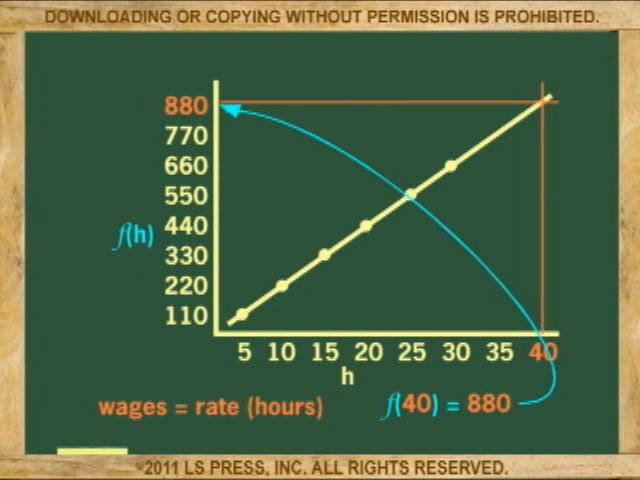 DOWNLOADING OR COPYING WITHOUT PERMISSION IS PROHIBITED.
880
770
660
550
440
f(h)
330
220
110
5 10 15 20 25 30 35 40
h
wages = rate (hours) f(40) = 880
©2011 LS PRESS, INC. ALL RIGHTS RESERVED.